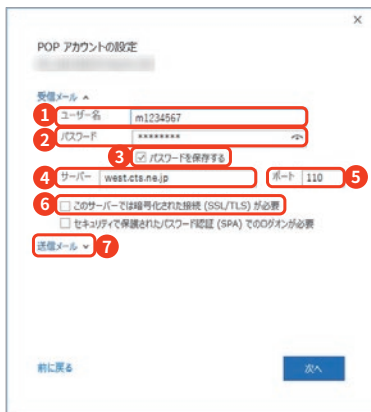 ×
POP アカウントの設定
受信メール ^
1 ユーザー名 m1234567
2 パスワード ********
3 パスワードを保存する
4 サーバー west.cts.ne.jp ポート 110 5
6 このサーバーでは暗号化された接続 (SSL/TLS) が必要
セキュリティで保護されたパスワード認証 (SPA) でのログオンが必要
送信メール 7
前に戻る 次へ